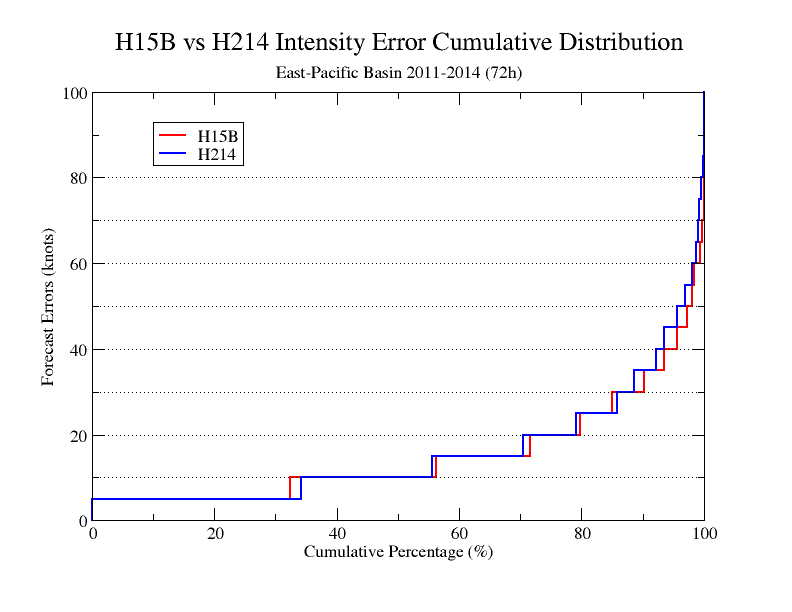 H15B vs H214 Intensity Error Cumulative Distribution
East-Pacific Basin 2011-2014 (72h)
100
H15B
H214
80
60
Forecast Errors (knots)
40
20
0
0 20 40 60 80 100
Cumulative Percentage (%)